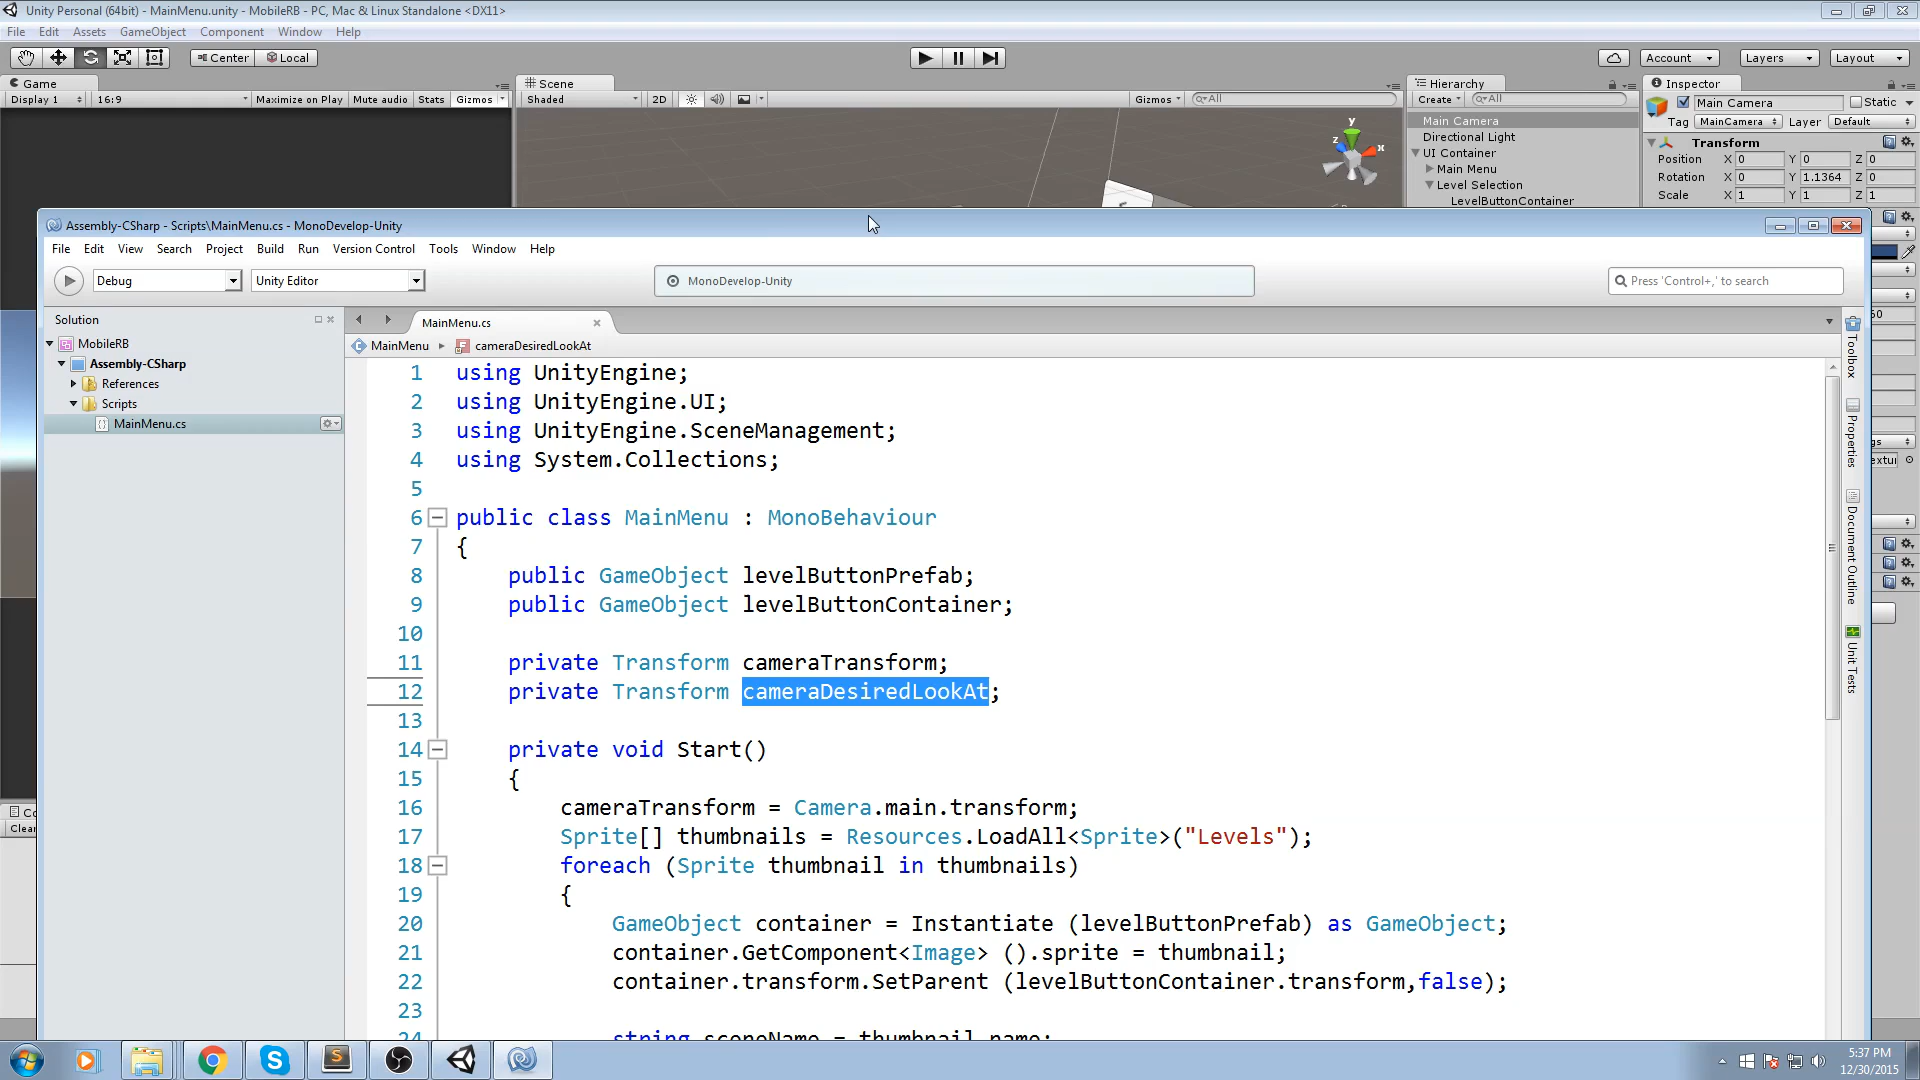 Unity Personal (64bit) - MainMenu.unity - MobileRB - PC, Mac & Linux Standalone <DX11>
File Edit Assets GameObject Component Window Help
Center Local Account Layers Layout
Game Scene Hierarchy Inspector
Display 1 16:9 Maximize on Play Mute audio Stats Gizmos Shaded 2D Gizmos All Create All
Main Camera Static
Tag MainCamera Layer Default
Main Camera
Directional Light
UI Container
Main Menu
Level Selection
LevelButtonContainer
Transform
Position X 0 Y 0 Z 0
Rotation X 0 Y 1.1364 Z 0
Scale X 1 Y 1 Z 1
Assembly-CSharp - Scripts\MainMenu.cs - MonoDevelop-Unity
File Edit View Search Project Build Run Version Control Tools Window Help
Debug Unity Editor MonoDevelop-Unity Press 'Control+,' to search
Solution
MobileRB
Assembly-CSharp
References
Scripts
MainMenu.cs
MainMenu.cs
MainMenu cameraDesiredLookAt
1 using UnityEngine;
2 using UnityEngine.UI;
3 using UnityEngine.SceneManagement;
4 using System.Collections;
5
6 public class MainMenu : MonoBehaviour
7 {
8 public GameObject levelButtonPrefab;
9 public GameObject levelButtonContainer;
10
11 private Transform cameraTransform;
12 private Transform cameraDesiredLookAt;
13
14 private void Start()
15 {
16 cameraTransform = Camera.main.transform;
17 Sprite[] thumbnails = Resources.LoadAll<Sprite>("Levels");
18 foreach (Sprite thumbnail in thumbnails)
19 {
20 GameObject container = Instantiate (levelButtonPrefab) as GameObject;
21 container.GetComponent<Image> ().sprite = thumbnail;
22 container.transform.SetParent (levelButtonContainer.transform,false);
23
24 string sceneName = thumbnail.name;
Toolbox
Properties
Document Outline
Unit Tests
Clear
5:37 PM
12/30/2015